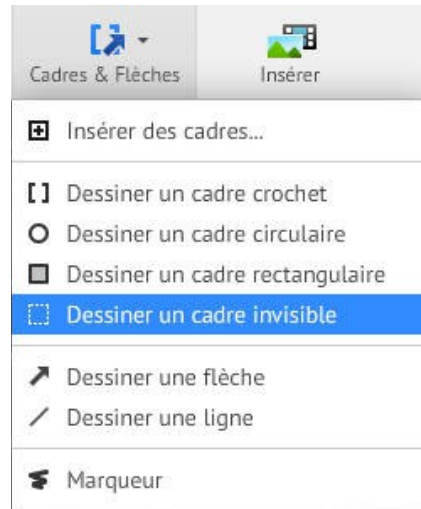 Cadres & Flèches Insérer
Insérer des cadres...
Dessiner un cadre crochet
Dessiner un cadre circulaire
Dessiner un cadre rectangulaire
Dessiner un cadre invisible
Dessiner une flèche
Dessiner une ligne
Marqueur